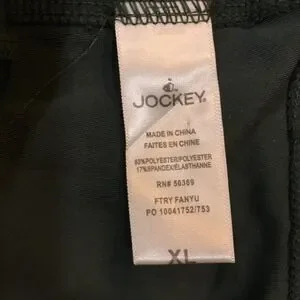 JOCKEY®
MADE IN CHINA
FAITES EN CHINE
83%POLYESTER/POLYESTER
17%SPANDEX/ELASTHANNE
RN# 56369
FTRY FANYU
PO 10041752/753
XL